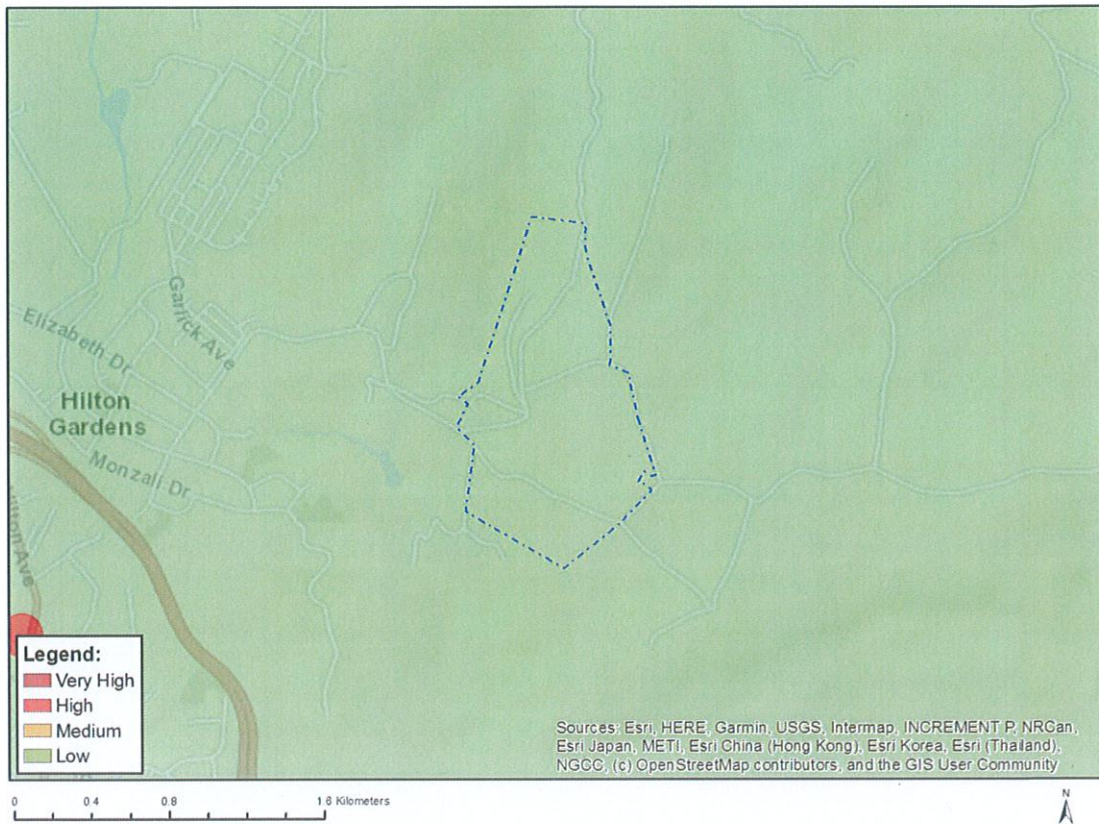 Garrick Ave
Elizabeth Dr
Hilton
Gardens
Monzali Dr
Hilton Ave
Legend:
Very High
High
Medium
Low
Sources: Esri, HERE, Garmin, USGS, Intermap, INCREMENT P, NRCan,
Esri Japan, METI, Esri China (Hong Kong), Esri Korea, Esri (Thailand),
NGCC, (c) OpenStreetMap contributors, and the GIS User Community
0 0.4 0.8 1.6 Kilometers
N